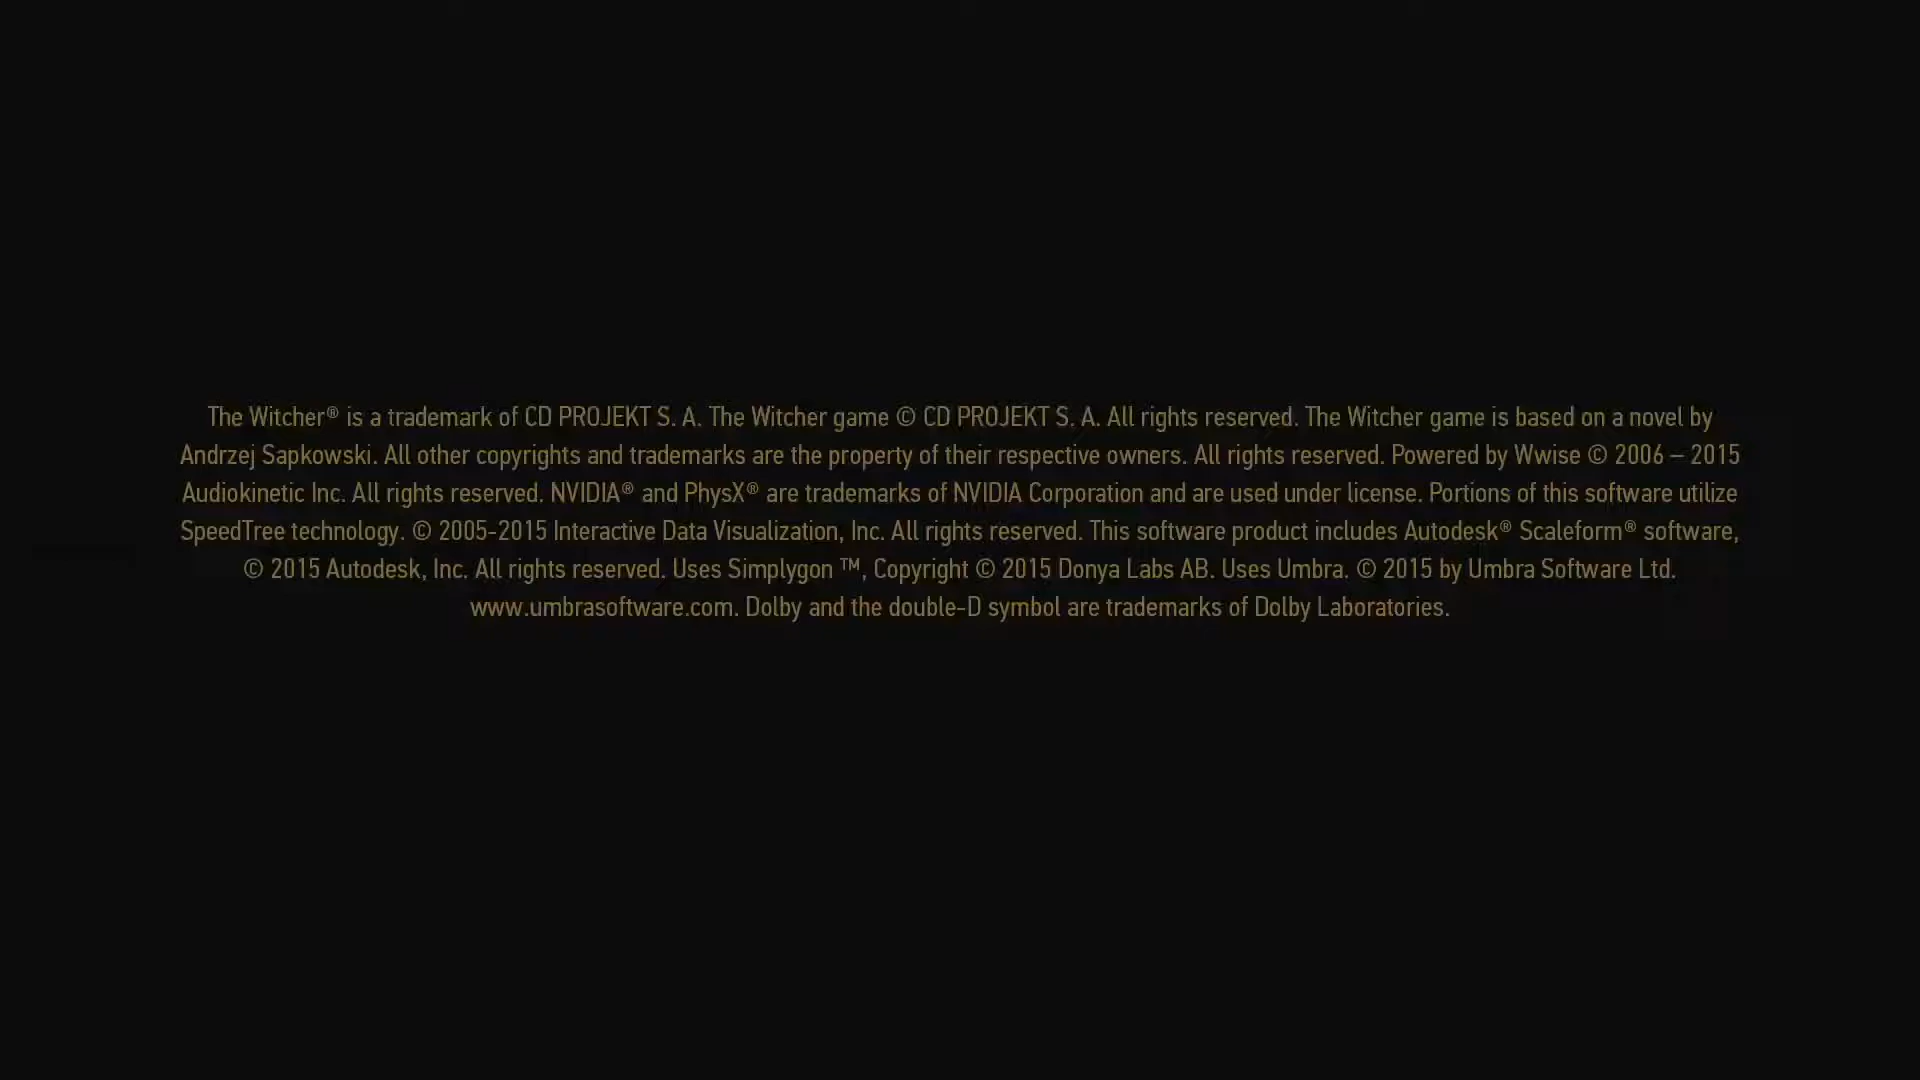 The Witcher® is a trademark of CD PROJEKT S. A. The Witcher game © CD PROJEKT S. A. All rights reserved. The Witcher game is based on a novel by
Andrzej Sapkowski. All other copyrights and trademarks are the property of their respective owners. All rights reserved. Powered by Wwise © 2006 – 2015
Audiokinetic Inc. All rights reserved. NVIDIA® and PhysX® are trademarks of NVIDIA Corporation and are used under license. Portions of this software utilize
SpeedTree technology. © 2005-2015 Interactive Data Visualization, Inc. All rights reserved. This software product includes Autodesk® Scaleform® software,
© 2015 Autodesk, Inc. All rights reserved. Uses Simplygon ™, Copyright © 2015 Donya Labs AB. Uses Umbra. © 2015 by Umbra Software Ltd.
www.umbrasoftware.com. Dolby and the double-D symbol are trademarks of Dolby Laboratories.